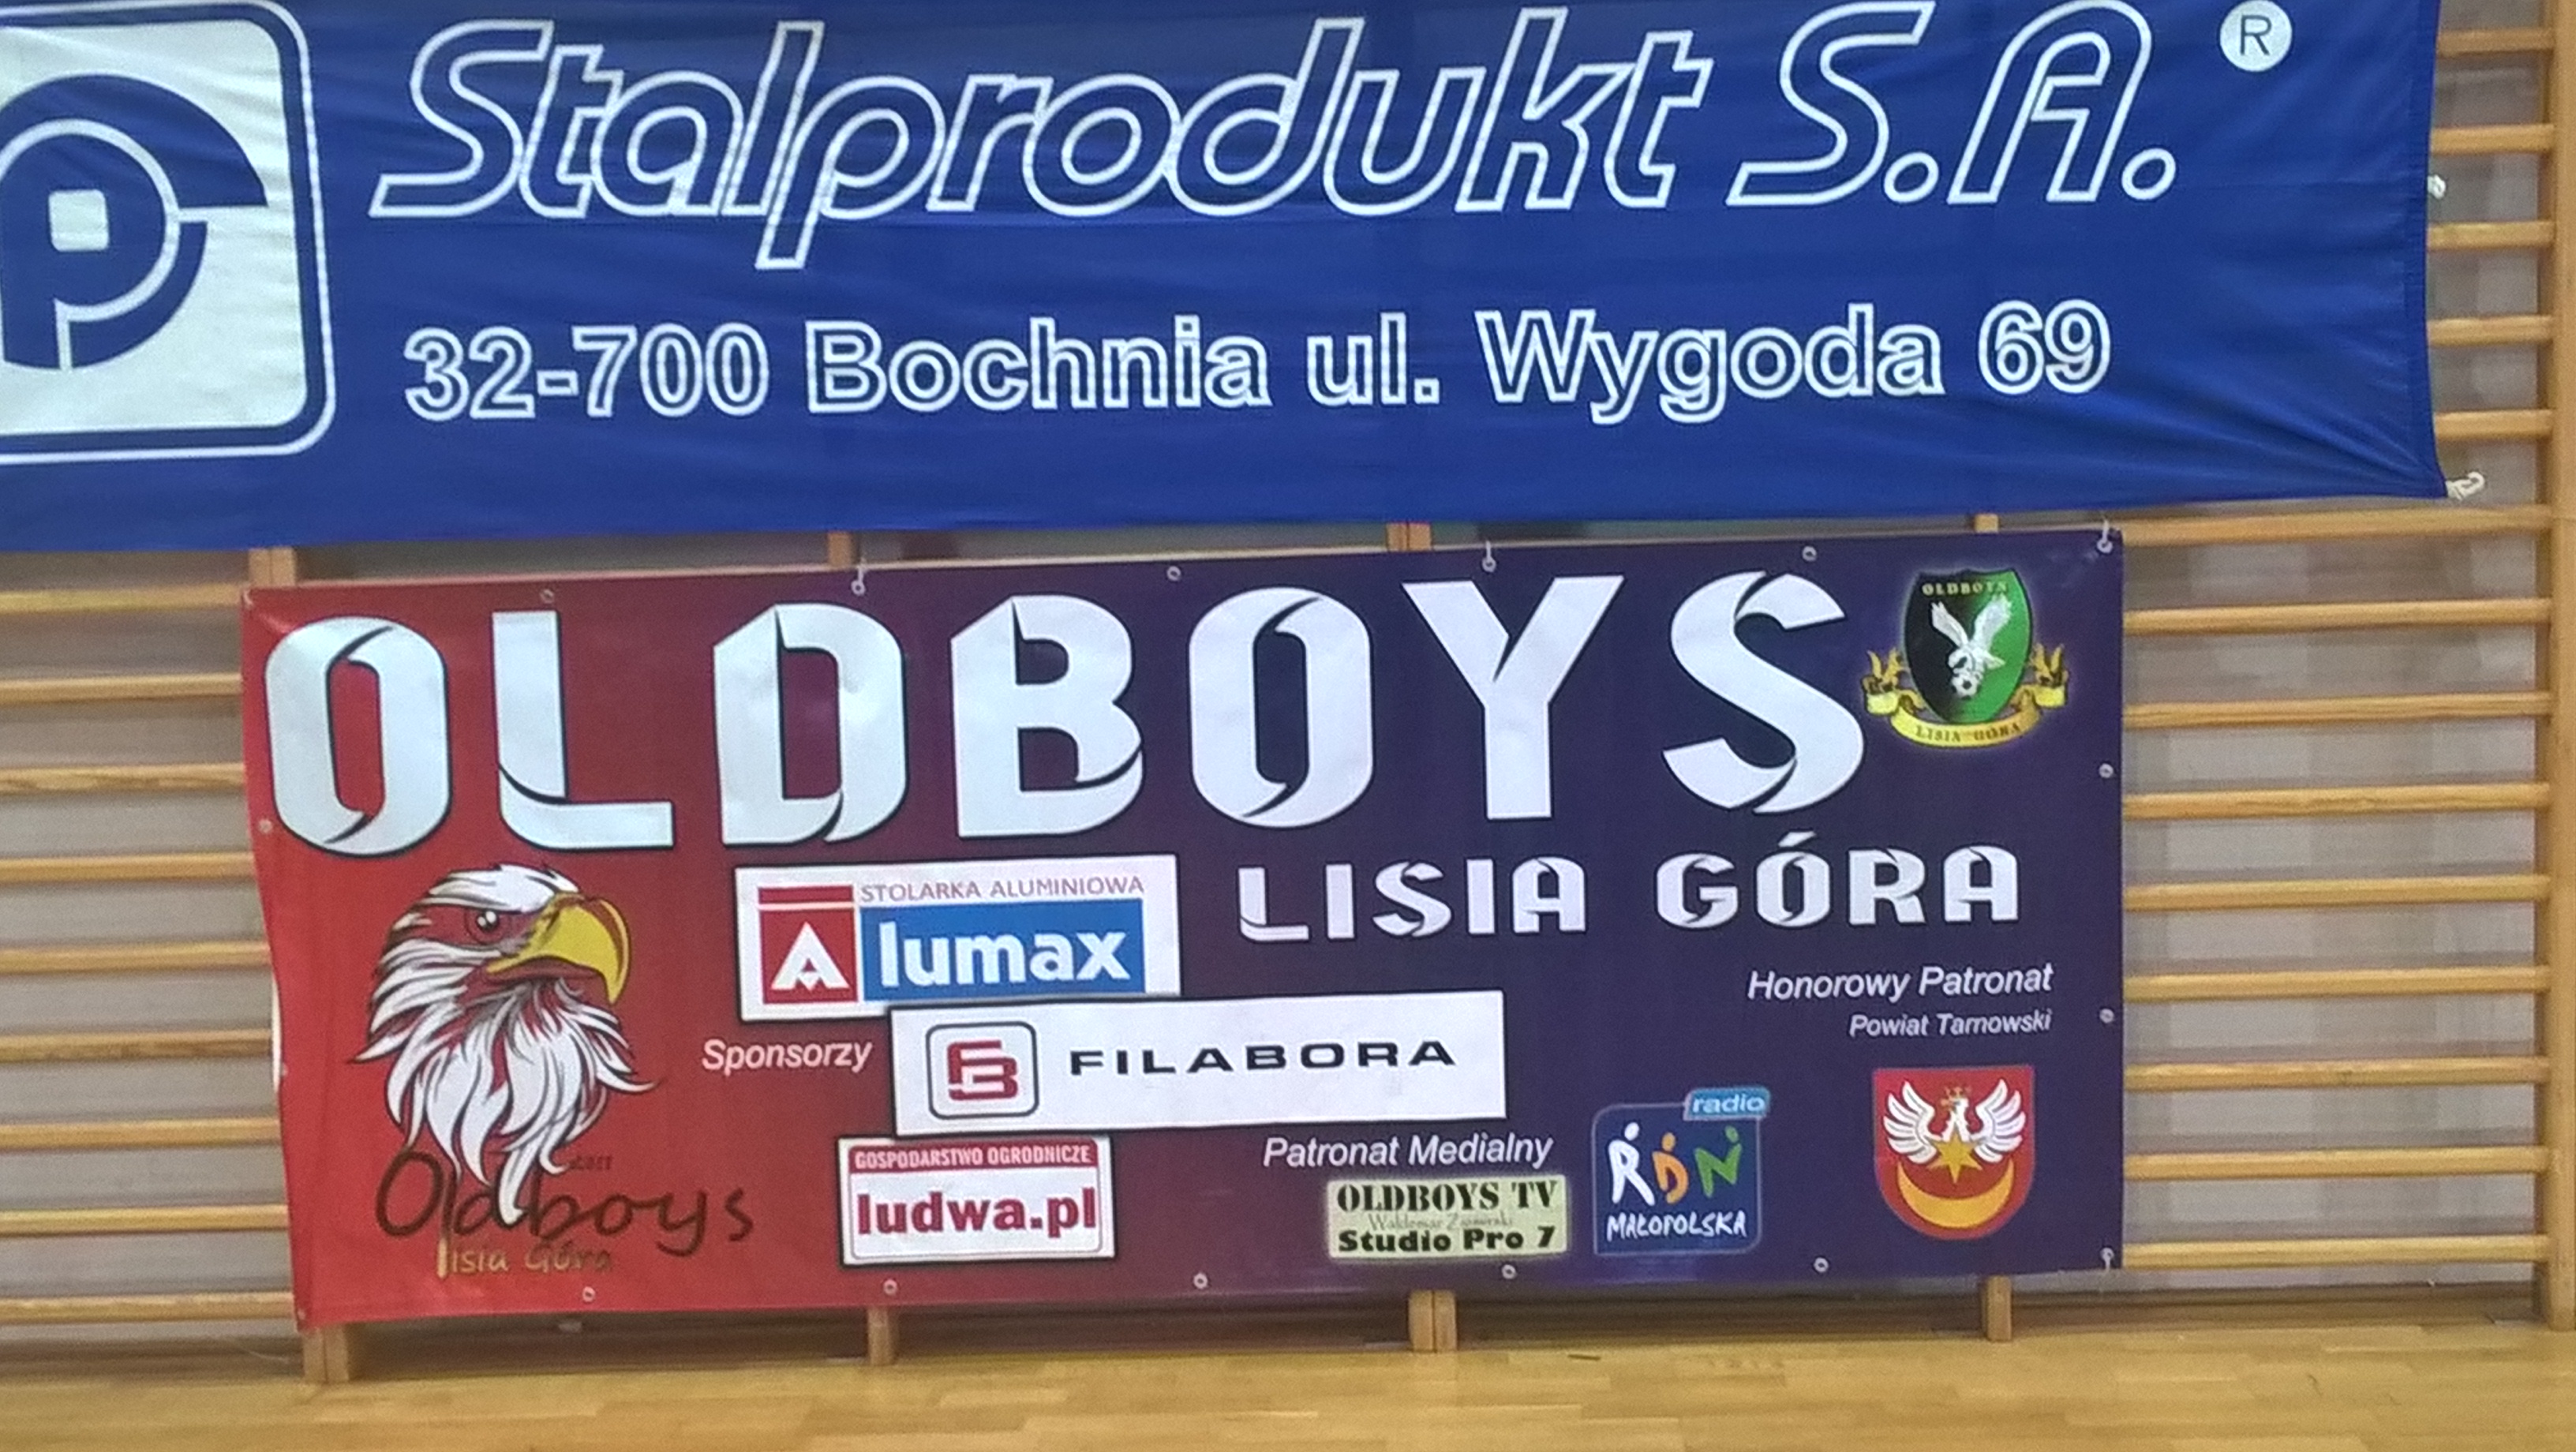 Stalprodukt S.A. ®
32-700 Bochnia ul. Wygoda 69
OLDBOYS
OLDBOYS
LISIA GÓRA
LISIA GÓRA
STOLARKA ALUMINIOWA
lumax
Honorowy Patronat
Powiat Tarnowski
Sponsorzy
FILABORA
Oldboys
lisia Góra
GOSPODARSTWO OGRODNICZE
ludwa.pl
Patronat Medialny
OLDBOYS TV
Waldemar
Studio Pro 7
radio
RDN
MAŁOPOLSKA